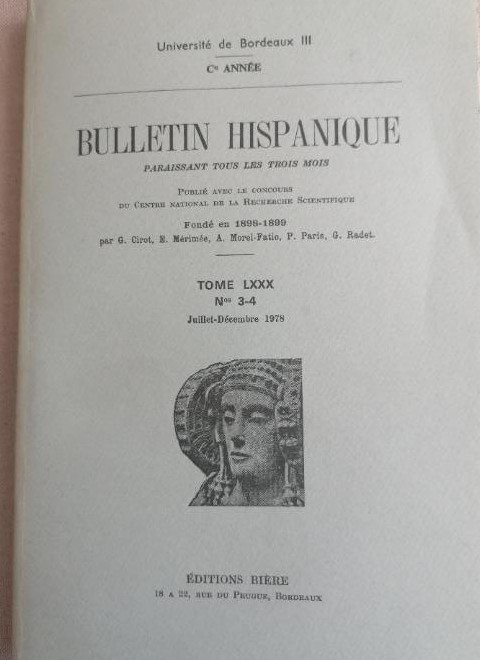 Université de Bordeaux III
Cᵉ ANNÉE
BULLETIN HISPANIQUE
PARAISSANT TOUS LES TROIS MOIS
Publié avec le concours
du Centre national de la Recherche Scientifique
Fondé en 1898-1899
par G. Cirot, E. Mérimée, A. Morel-Fatio, P. Paris, G. Radet.
TOME LXXX
Nᵒˢ 3-4
Juillet-Décembre 1978
ÉDITIONS BIÈRE
18 a 22, rue du Peugue, Bordeaux